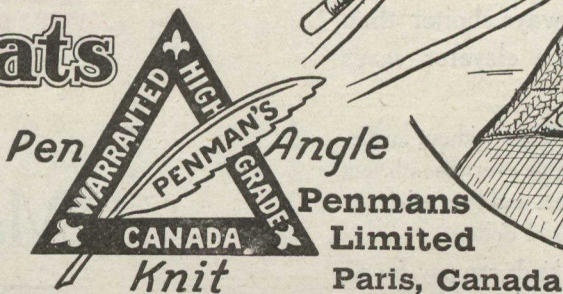 ats
Pen Angle
WARRANTED HIGH GRADE
PENMAN'S
CANADA
Knit
Penmans
Limited
Paris, Canada